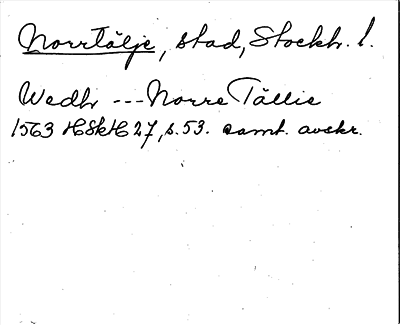 Norrtälje, stad, Stockh. l.
Wedh --- Norre Tällie
1563 HSkH 27, s. 53. samt. avskr.